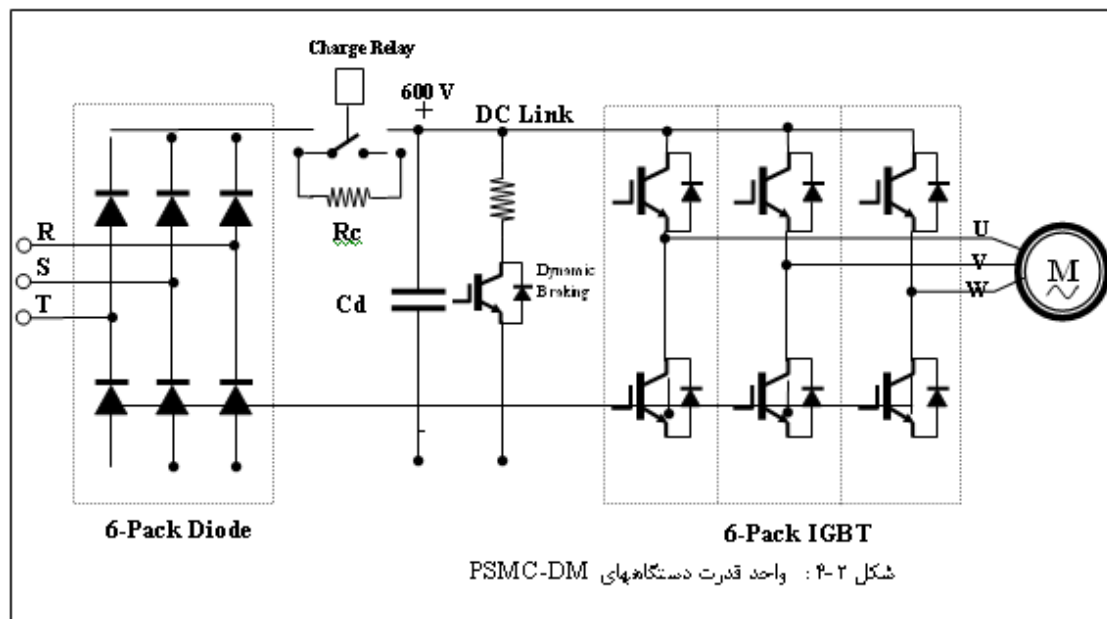 Charge Relay
600 V
+
DC Link
R
S
T
Rc
Cd
Dynamic
Broking
-
U
V
W
M
6-Pack Diode
6-Pack IGBT
شکل ۲-۴: واحد قدرت دستگاههای PSMC-DM